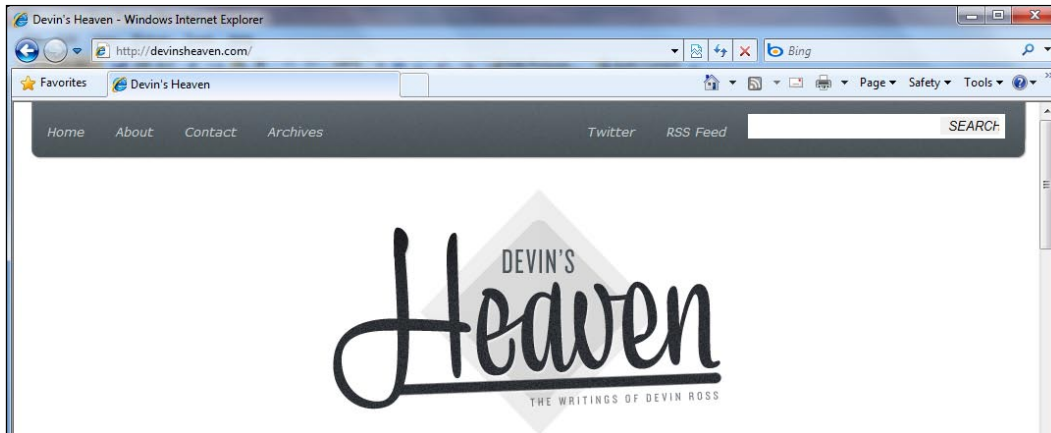 Devin's Heaven - Windows Internet Explorer
http://devinsheaven.com/ Bing
Favorites Devin's Heaven Page Safety Tools
Home About Contact Archives Twitter RSS Feed SEARCH
DEVIN'S
Heaven
THE WRITINGS OF DEVIN ROSS